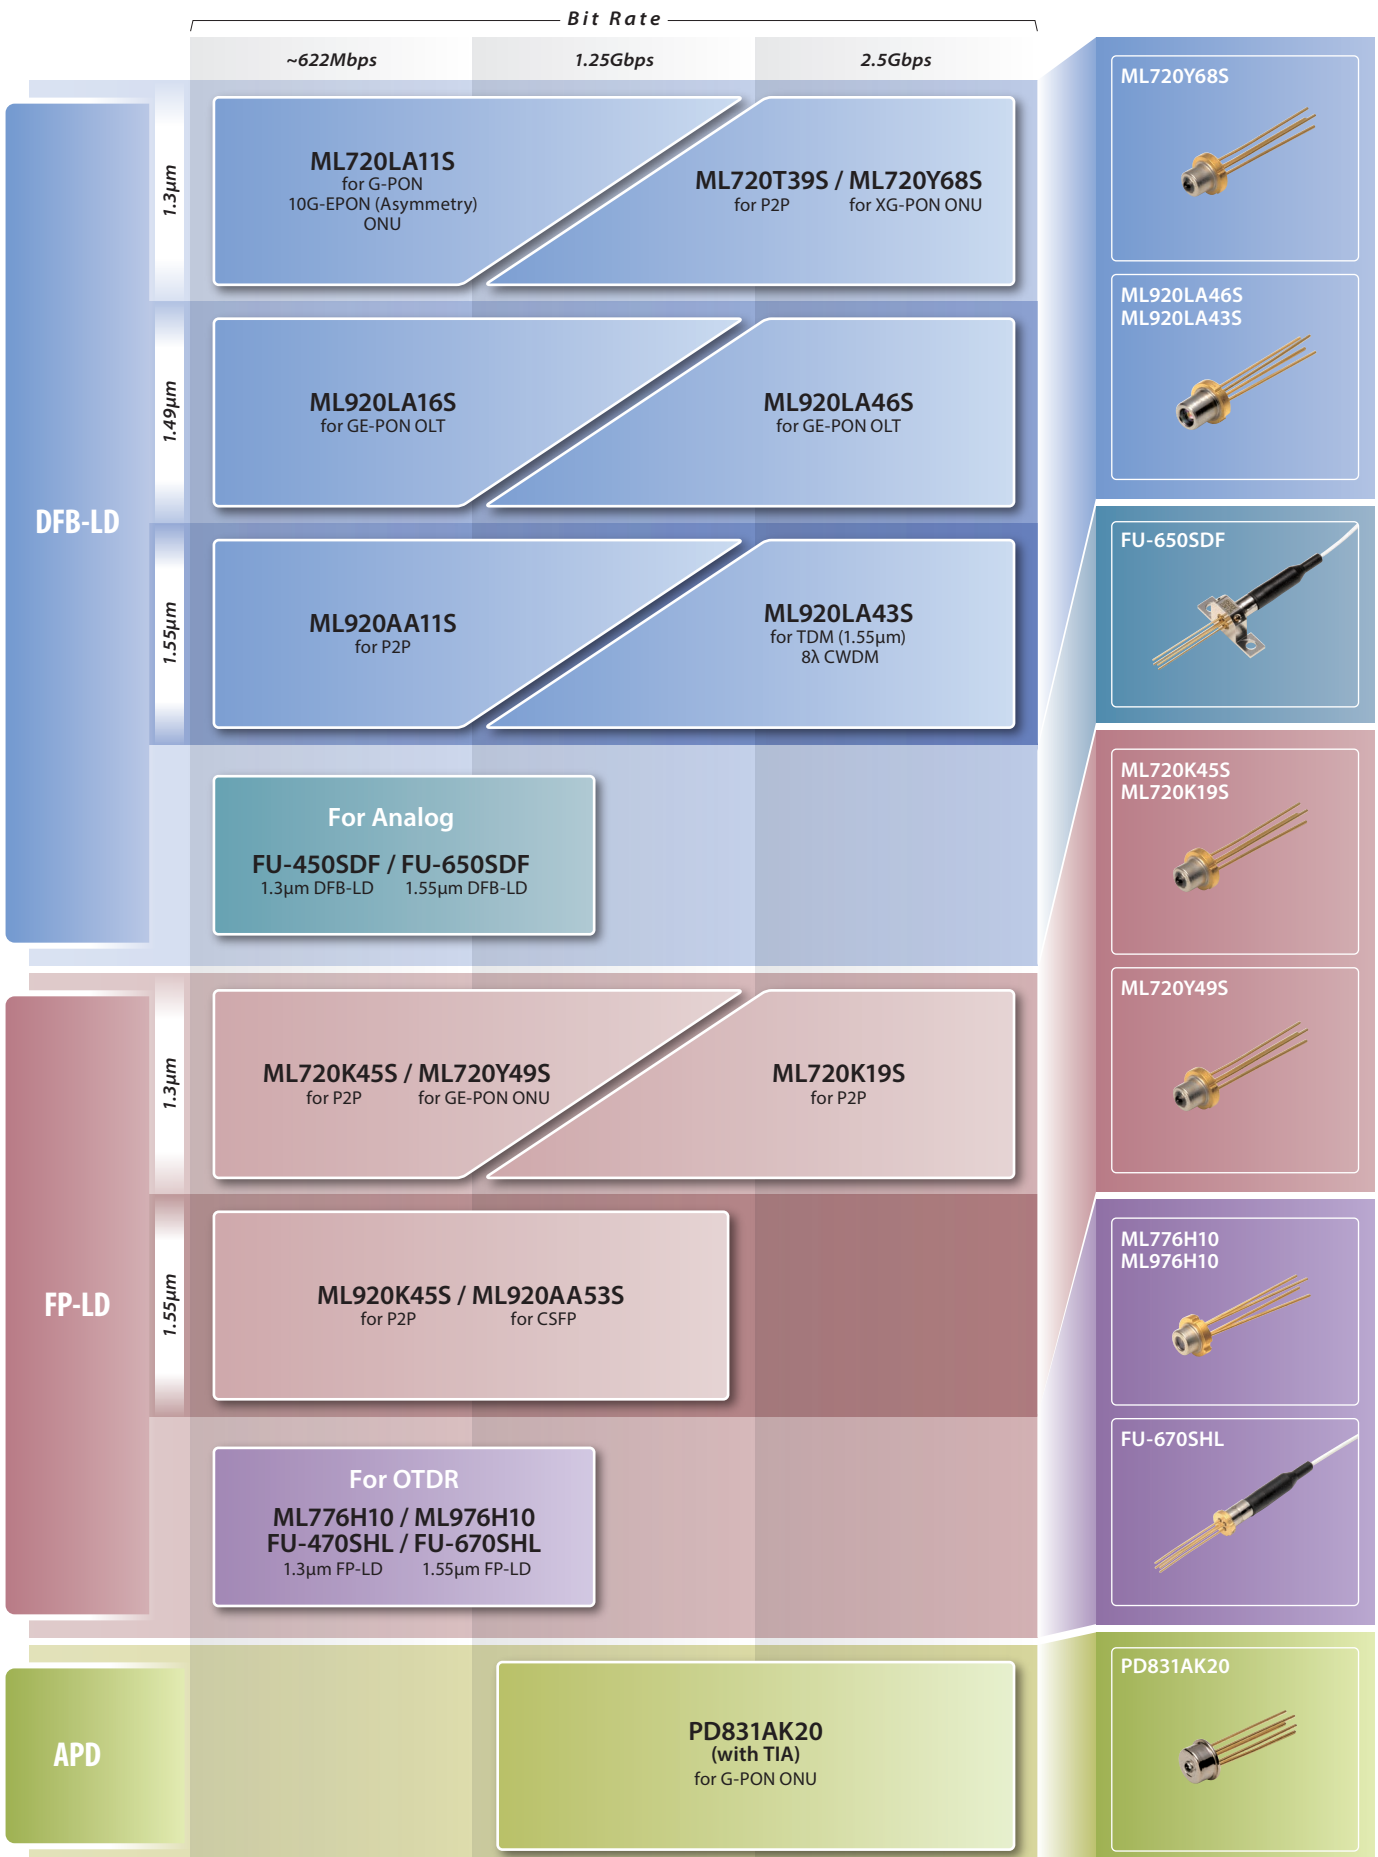 Bit Rate
~622Mbps
1.25Gbps
2.5Gbps
DFB-LD
1.3μm
ML720LA11S
for G-PON
10G-EPON (Asymmetry)
ONU
ML720T39S / ML720Y68S
for P2P for XG-PON ONU
1.49μm
ML920LA16S
for GE-PON OLT
ML920LA46S
for GE-PON OLT
1.55μm
ML920AA11S
for P2P
ML920LA43S
for TDM (1.55μm)
8λ CWDM
For Analog
FU-450SDF / FU-650SDF
1.3μm DFB-LD 1.55μm DFB-LD
FP-LD
1.3μm
ML720K45S / ML720Y49S
for P2P for GE-PON ONU
ML720K19S
for P2P
1.55μm
ML920K45S / ML920AA53S
for P2P for CSFP
For OTDR
ML776H10 / ML976H10
FU-470SHL / FU-670SHL
1.3μm FP-LD 1.55μm FP-LD
APD
PD831AK20
(with TIA)
for G-PON ONU
ML720Y68S
ML920LA46S
ML920LA43S
FU-650SDF
ML720K45S
ML720K19S
ML720Y49S
ML776H10
ML976H10
FU-670SHL
PD831AK20